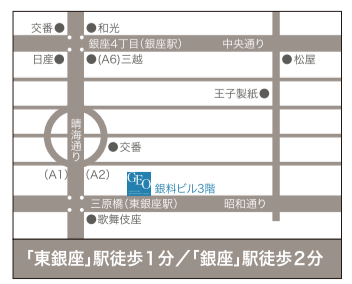 交番● ●和光
銀座4丁目(銀座駅) 中央通り
日産● ●(A6)三越 ●松屋
王子製紙●
晴海通り
●交番
(A1) (A2) GEO 銀料ビル3階
三原橋(東銀座駅) 昭和通り
●歌舞伎座
「東銀座」駅徒歩1分／「銀座」駅徒歩2分